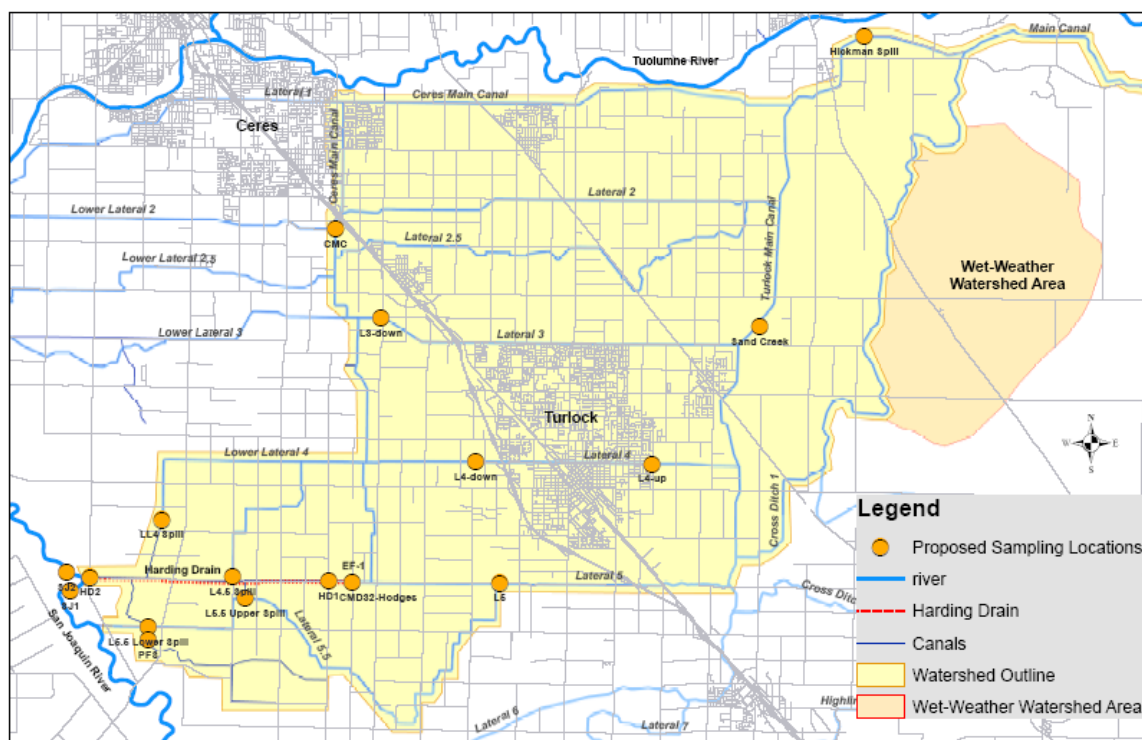 Hickman Spill
Main Canal
Tuolumne River
Lateral 1
Ceres Main Canal
Ceres
Ceres Main Canal
Lateral 2
Lower Lateral 2
CMC
Lateral 2.5
Turlock Main Canal
Lower Lateral 2.5
Wet-Weather
Watershed Area
Lower Lateral 3
L3-down
Lateral 3
Sand Creek
Turlock
N
W
E
S
Lower Lateral 4
Lateral 4
L4-down
L4-up
Cross Ditch 1
LL4 Spill
Harding Drain
EF-1
Lateral 5
SJ2
HD2
L4.5 Spill
HD1
CMD32-Hodges
L5
SJ1
L5.5 Upper Spill
Cross Ditc
San Joaquin River
L5.5 Lower Spill
Lateral 5.5
Lateral 6
Lateral 7
Highlin
Legend
Proposed Sampling Locations
river
Harding Drain
Canals
Watershed Outline
Wet-Weather Watershed Area